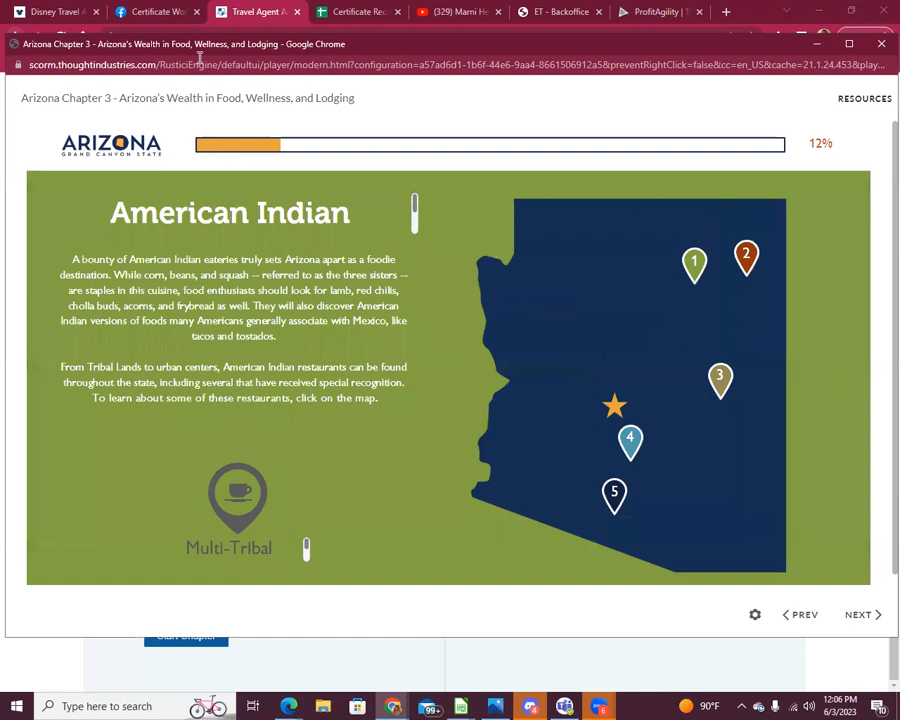 Disney Travel A
Certificate Wo
Travel Agent A
Certificate Rec
(329) Marni He
ET - Backoffice
ProfitAgility | T
Arizona Chapter 3 - Arizona's Wealth in Food, Wellness, and Lodging - Google Chrome
scorm.thoughtindustries.com/RusticiEngine/defaultui/player/modern.html?configuration=a57ad6d1-1b6f-44e6-9aa4-8661506912a5&preventRightClick=false&cc=en_US&cache=21.1.24.453&play...
Arizona Chapter 3 - Arizona's Wealth in Food, Wellness, and Lodging
RESOURCES
ARIZONA
GRAND CANYON STATE
12%
American Indian
A bounty of American Indian eateries truly sets Arizona apart as a foodie
destination. While corn, beans, and squash -- referred to as the three sisters --
are staples in this cuisine, food enthusiasts should look for lamb, red chilis,
cholla buds, acorns, and frybread as well. They will also discover American
Indian versions of foods many Americans generally associate with Mexico, like
tacos and tostados.
From Tribal Lands to urban centers, American Indian restaurants can be found
throughout the state, including several that have received special recognition.
To learn about some of these restaurants, click on the map.
Multi-Tribal
1
2
3
4
5
PREV
NEXT
Start Chapter
Type here to search
99+
4
6
90°F
12:06 PM
6/3/2023
10